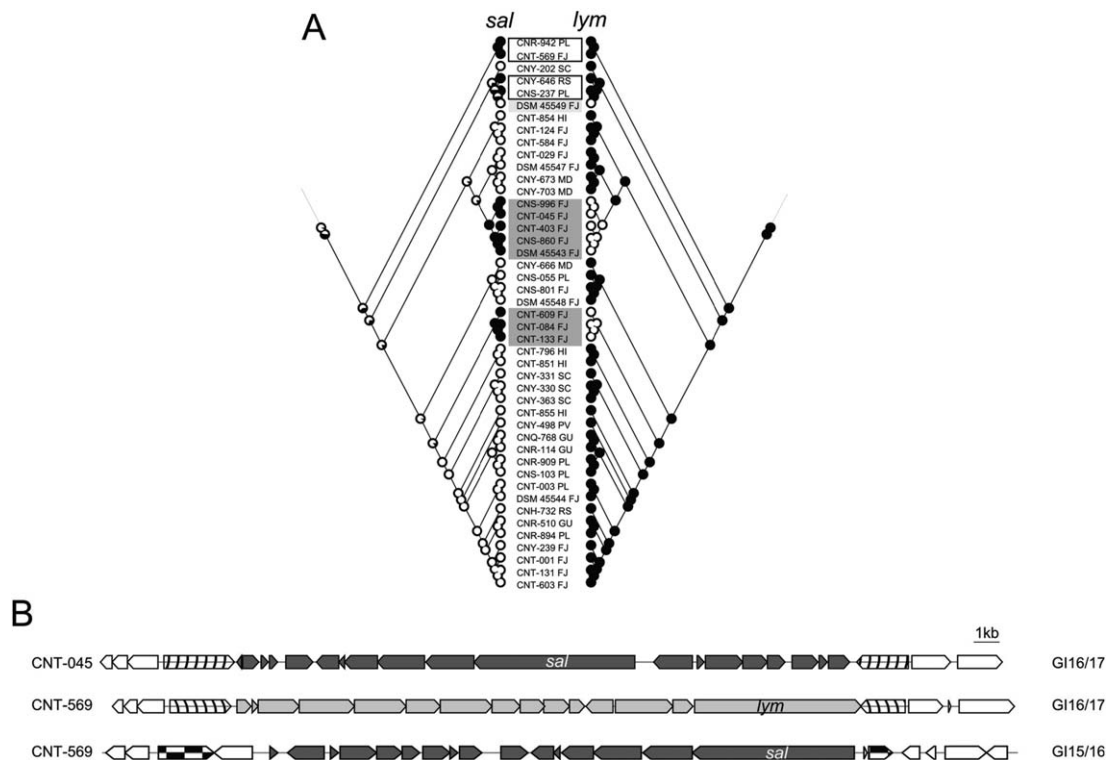 A
sal lym
CNR-942 PL
CNT-569 FJ
CNY-202 SC
CNY-646 RS
CNS-237 PL
DSM 45549 FJ
CNT-854 HI
CNT-124 FJ
CNT-584 FJ
CNT-029 FJ
DSM 45547 FJ
CNY-673 MD
CNY-703 MD
CNS-996 FJ
CNT-045 FJ
CNT-403 FJ
CNS-860 FJ
DSM 45543 FJ
CNY-666 MD
CNS-055 PL
CNS-801 FJ
DSM 45548 FJ
CNT-609 FJ
CNT-084 FJ
CNT-133 FJ
CNT-796 HI
CNT-851 HI
CNY-331 SC
CNY-330 SC
CNY-363 SC
CNT-855 HI
CNY-498 PV
CNQ-768 GU
CNR-114 GU
CNR-909 PL
CNS-103 PL
CNT-003 PL
DSM 45544 FJ
CNH-732 RS
CNR-510 GU
CNR-894 PL
CNY-239 FJ
CNT-001 FJ
CNT-131 FJ
CNT-603 FJ
B
1kb
CNT-045 sal GI16/17
CNT-569 lym GI16/17
CNT-569 sal GI15/16